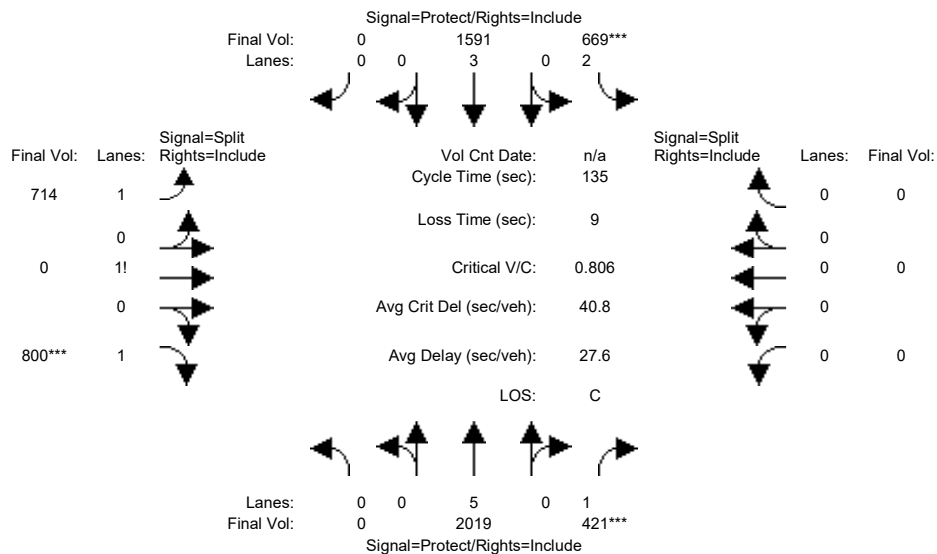 Signal=Protect/Rights=Include
Final Vol: 0 1591 669***
Lanes: 0 0 3 0 2
Signal=Split
Final Vol: Lanes: Rights=Include
Vol Cnt Date: n/a
Signal=Split
Rights=Include Lanes: Final Vol:
Cycle Time (sec): 135
714 1
0 0
Loss Time (sec): 9
0
0
0 1!
Critical V/C: 0.806
0 0
0
Avg Crit Del (sec/veh): 40.8
0
800*** 1
Avg Delay (sec/veh): 27.6
0 0
LOS: C
Lanes: 0 0 5 0 1
Final Vol: 0 2019 421***
Signal=Protect/Rights=Include